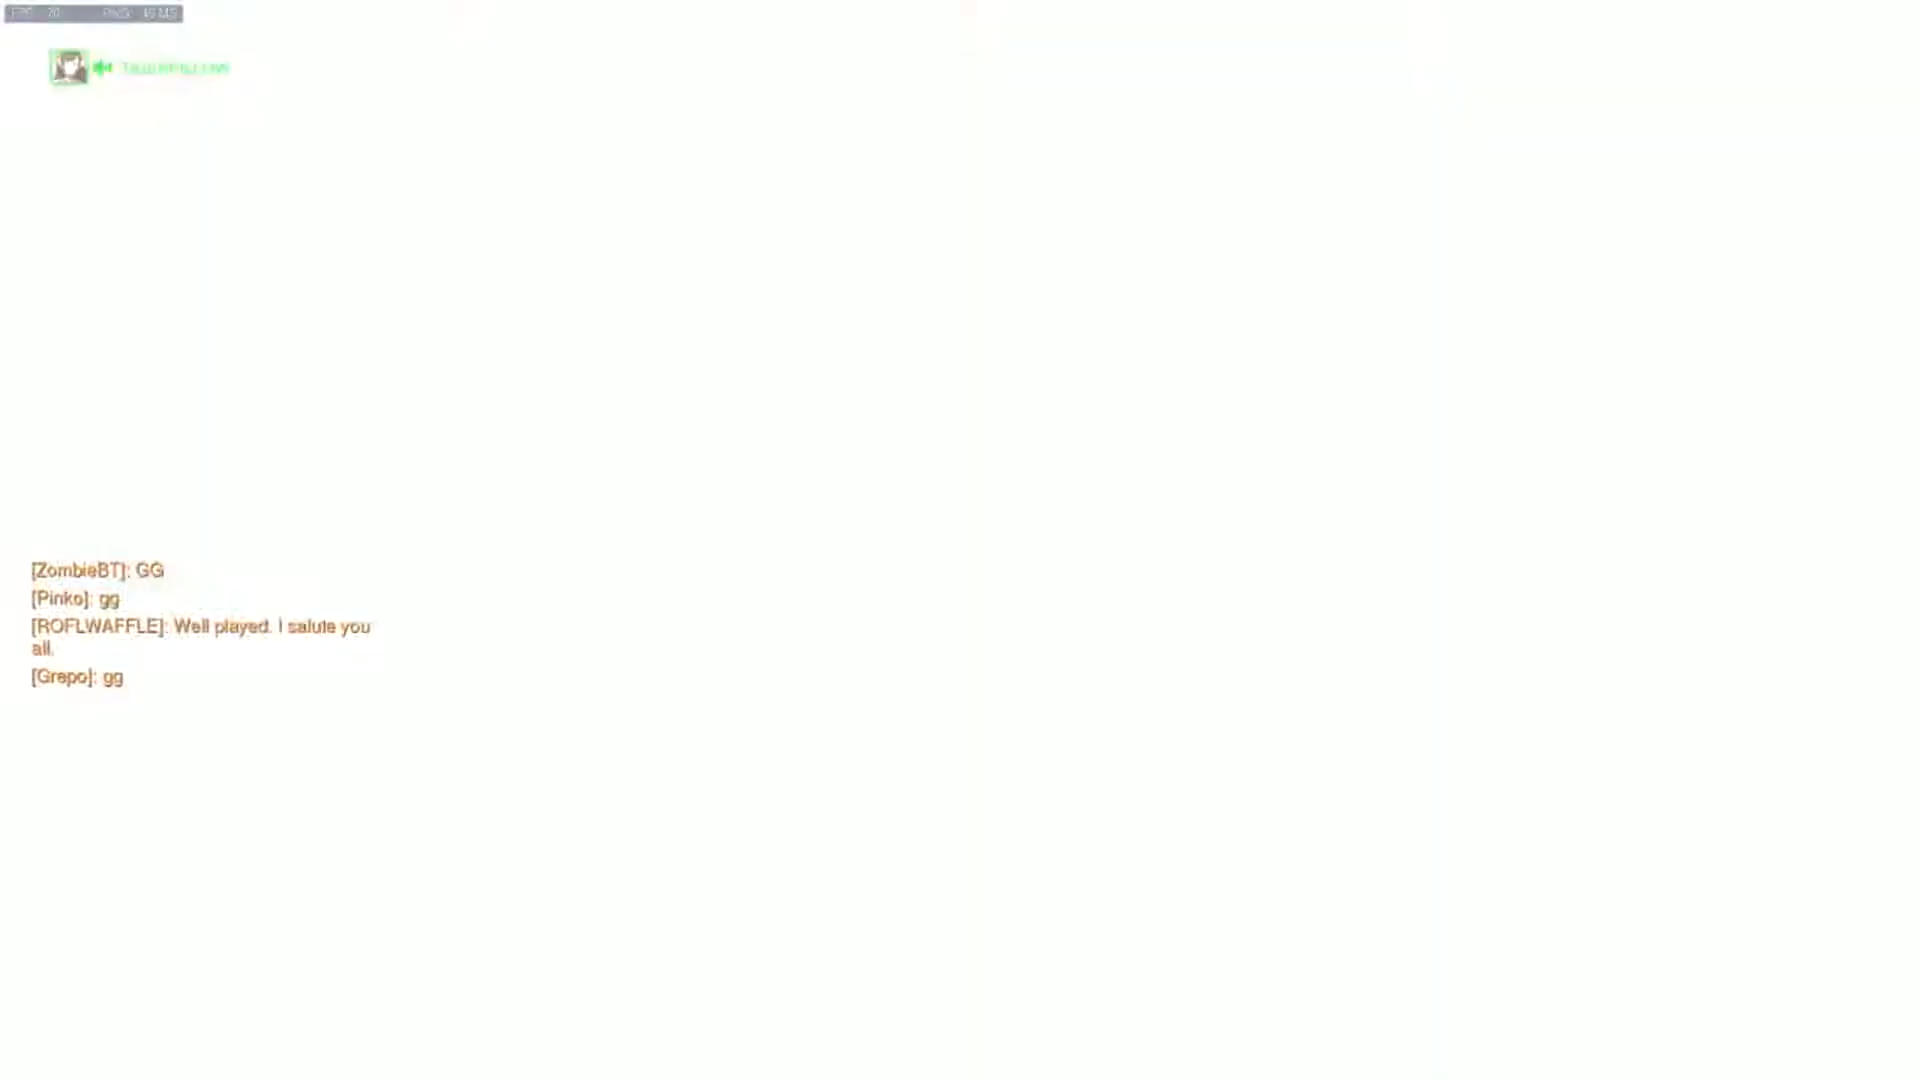 [ZombieBT]: GG
[Pinko]: gg
[ROFLWAFFLE]: Well played. I salute you
all.
[Grepo]: gg